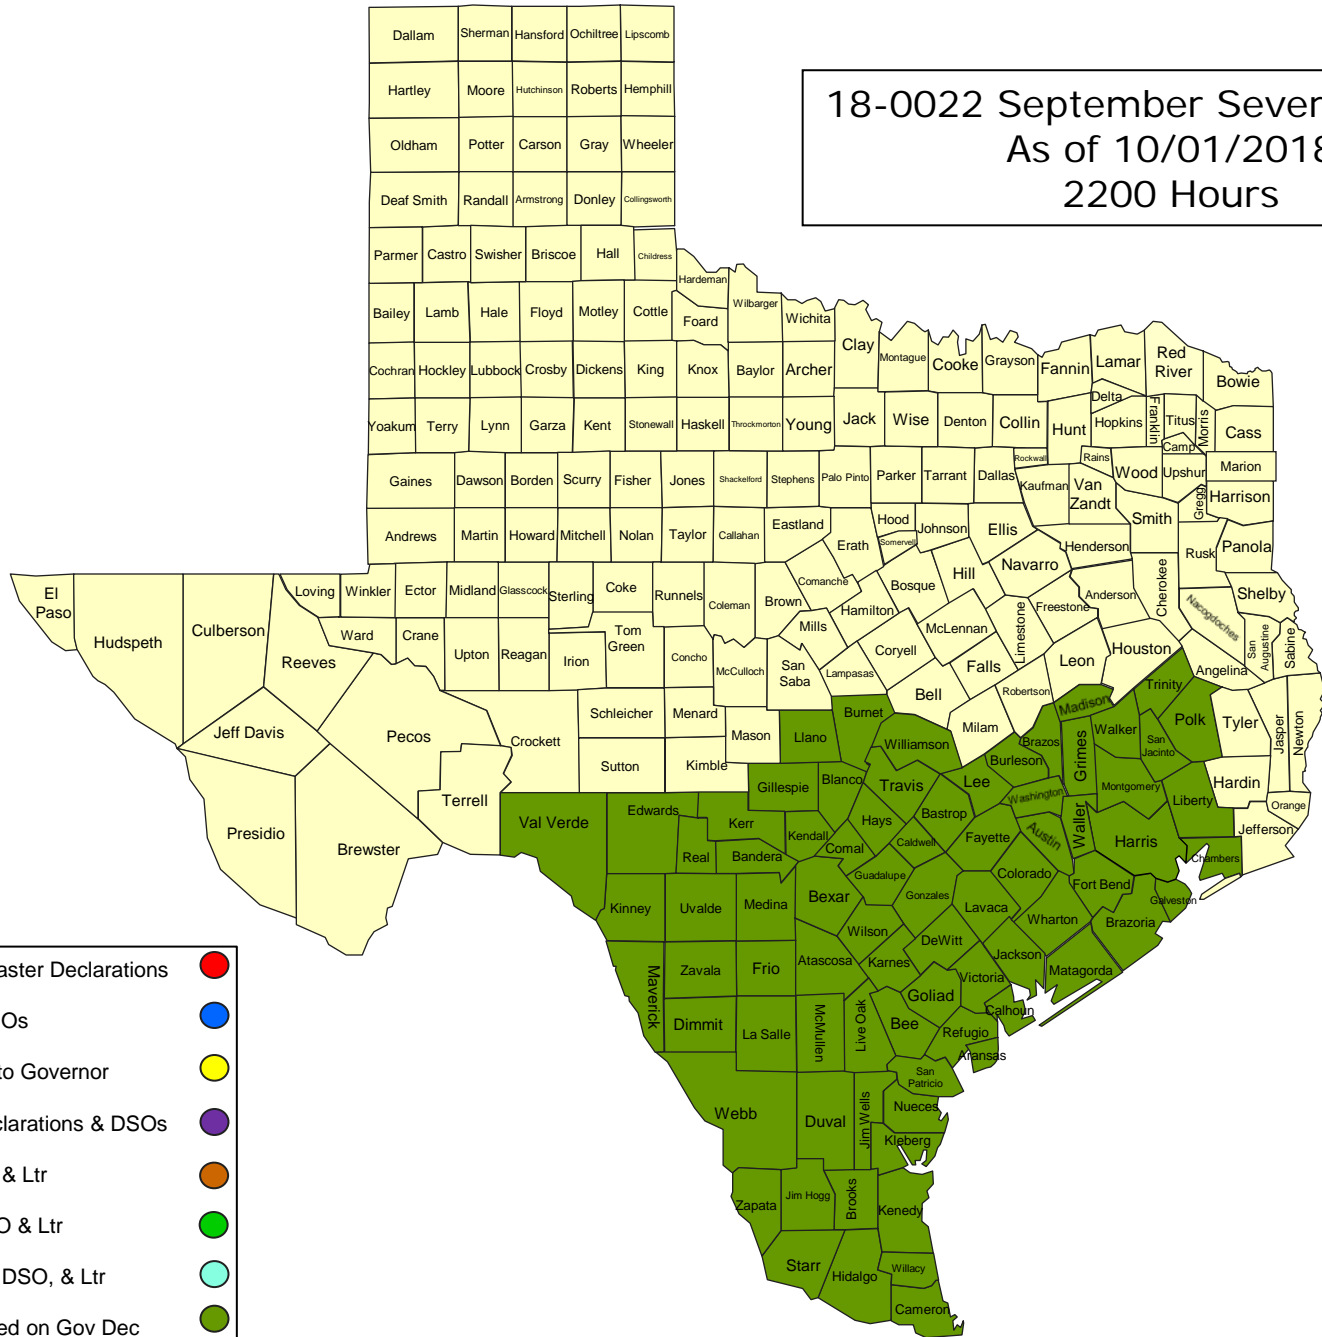 Dallam Sherman Hansford Ochiltree Lipscomb
Hartley Moore Hutchinson Roberts Hemphill
18-0022 September Sever
As of 10/01/2018
2200 Hours
Oldham Potter Carson Gray Wheeler
Deaf Smith Randall Armstrong Donley Collingsworth
Parmer Castro Swisher Briscoe Hall Childress
Hardeman
Bailey Lamb Hale Floyd Motley Cottle Foard Wilbarger Wichita
Clay Montague Cooke Grayson Fannin Lamar Red
River
Bowie
Cochran Hockley Lubbock Crosby Dickens King Knox Baylor Archer
Delta
Yoakum Terry Lynn Garza Kent Stonewall Haskell Throckmorton Young Jack Wise Denton Collin Hunt Hopkins Franklin Titus Morris Cass
Camp
Rockwall Rains Wood Upshur Marion
Gaines Dawson Borden Scurry Fisher Jones Shackelford Stephens Palo Pinto Parker Tarrant Dallas Kaufman Van
Zandt
Gregg Harrison
Andrews Martin Howard Mitchell Nolan Taylor Callahan Eastland Erath Hood Somervell Johnson Ellis Henderson Smith Rusk Panola
El
Paso
Hudspeth Culberson Loving Winkler Ector Midland Glasscock Sterling Coke Runnels Coleman Brown Comanche Bosque Hill Navarro Anderson Cherokee Shelby
Hamilton Freestone Limestone Nacogdoches
Reeves Ward Crane Upton Reagan Irion Tom
Green
Concho McCulloch Mills San
Saba
Lampasas Coryell McLennan Falls Leon Houston San
Augustine
Sabine
Angelina
Bell Robertson Milam Trinity Madison
Jeff Davis Pecos Crockett Schleicher Menard Mason Llano Burnet Williamson Brazos Grimes Walker San
Jacinto
Polk Tyler Jasper Newton
Sutton Kimble Burleson
Terrell Gillespie Blanco Travis Lee Washington Montgomery Liberty Hardin Orange
Presidio Brewster Val Verde Edwards Kerr Kendall Hays Bastrop Fayette Austin Waller Harris Jefferson
Real Bandera Comal Caldwell Chambers
Guadalupe Gonzales Colorado Fort Bend Galveston
Kinney Uvalde Medina Bexar Lavaca Wharton Brazoria
Wilson DeWitt Jackson
Maverick Zavala Frio Atascosa Karnes Victoria Matagorda
Goliad Calhoun
Dimmit La Salle McMullen Live Oak Bee Refugio
Aransas
San
Patricio
Webb Duval Jim Wells Nueces
Kleberg
Zapata Jim Hogg Brooks Kenedy
Starr Hidalgo Willacy
Cameron
aster Declarations
Os
to Governor
clarations & DSOs
& Ltr
O & Ltr
DSO, & Ltr
ed on Gov Dec